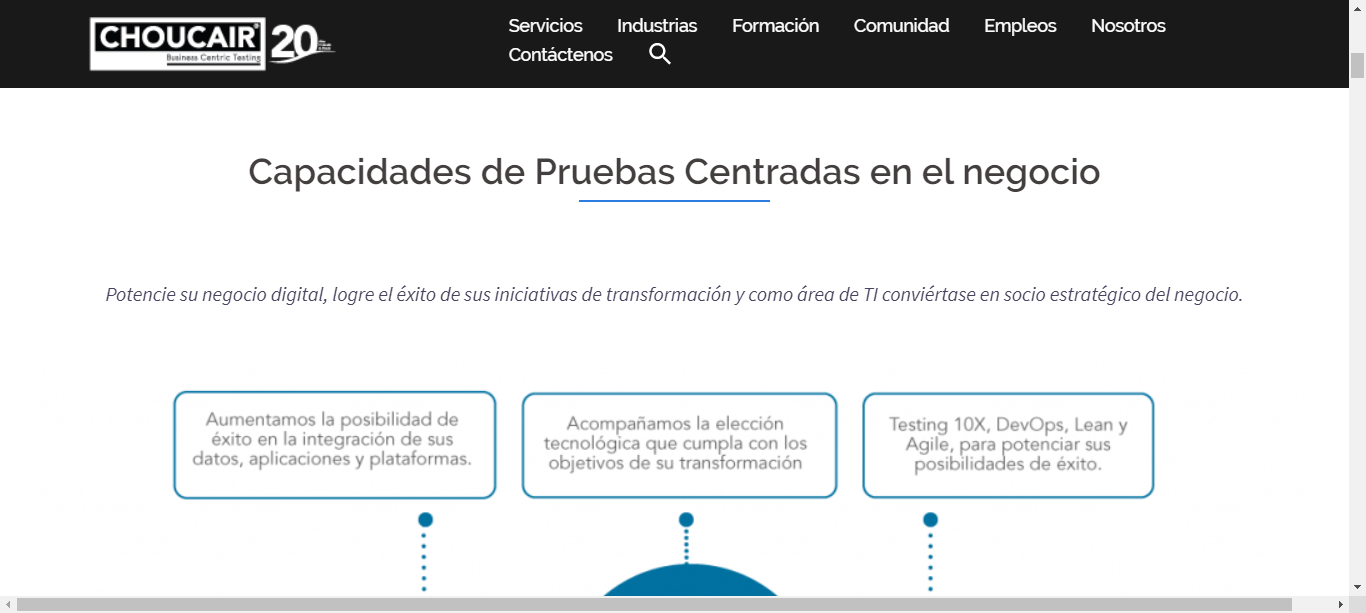 CHOUCAIR®
Business Centric Testing
20
Servicios Industrias Formación Comunidad Empleos Nosotros
Contáctenos
Capacidades de Pruebas Centradas en el negocio
Potencie su negocio digital, logre el éxito de sus iniciativas de transformación y como área de TI conviértase en socio estratégico del negocio.
Aumentamos la posibilidad de
éxito en la integración de sus
datos, aplicaciones y plataformas.
Acompañamos la elección
tecnológica que cumpla con los
objetivos de su transformación
Testing 10X, DevOps, Lean y
Agile, para potenciar sus
posibilidades de éxito.